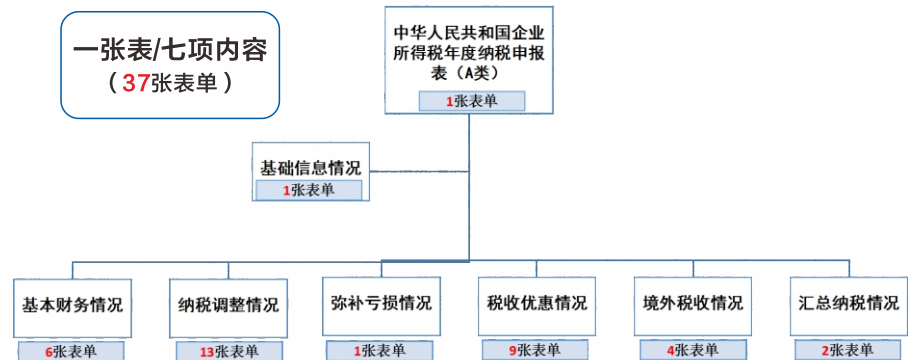 一张表/七项内容
（37张表单）
中华人民共和国企业
所得税年度纳税申报
表（A类）
1张表单
基础信息情况
1张表单
基本财务情况
6张表单
纳税调整情况
13张表单
弥补亏损情况
1张表单
税收优惠情况
9张表单
境外税收情况
4张表单
汇总纳税情况
2张表单